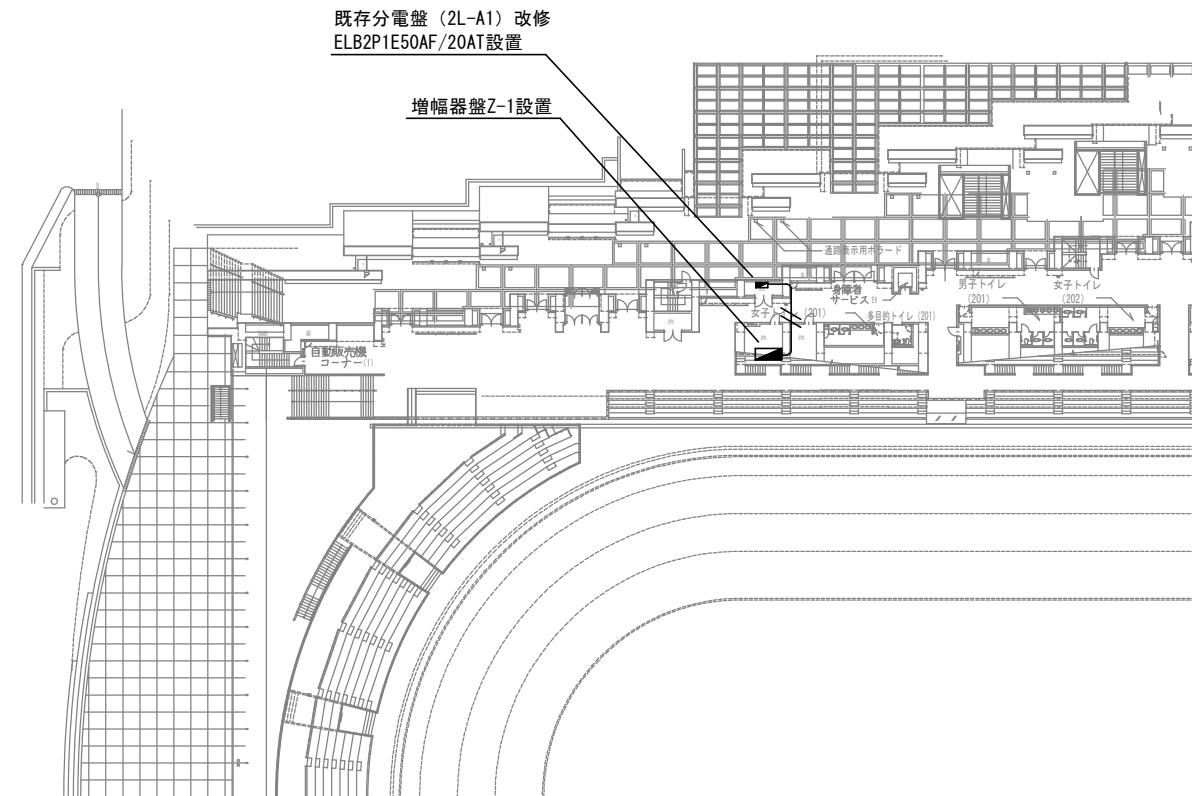 既存分電盤（2L-A1）改修
ELB2P1E50AF/20AT設置
増幅器盤Z-1設置
通路表示用ボラード
身障者
サービス EV
男子トイレ
(201)
女子トイレ
(202)
女子ト
(201)
多目的トイレ(201)
自動販売機
コーナー(1)